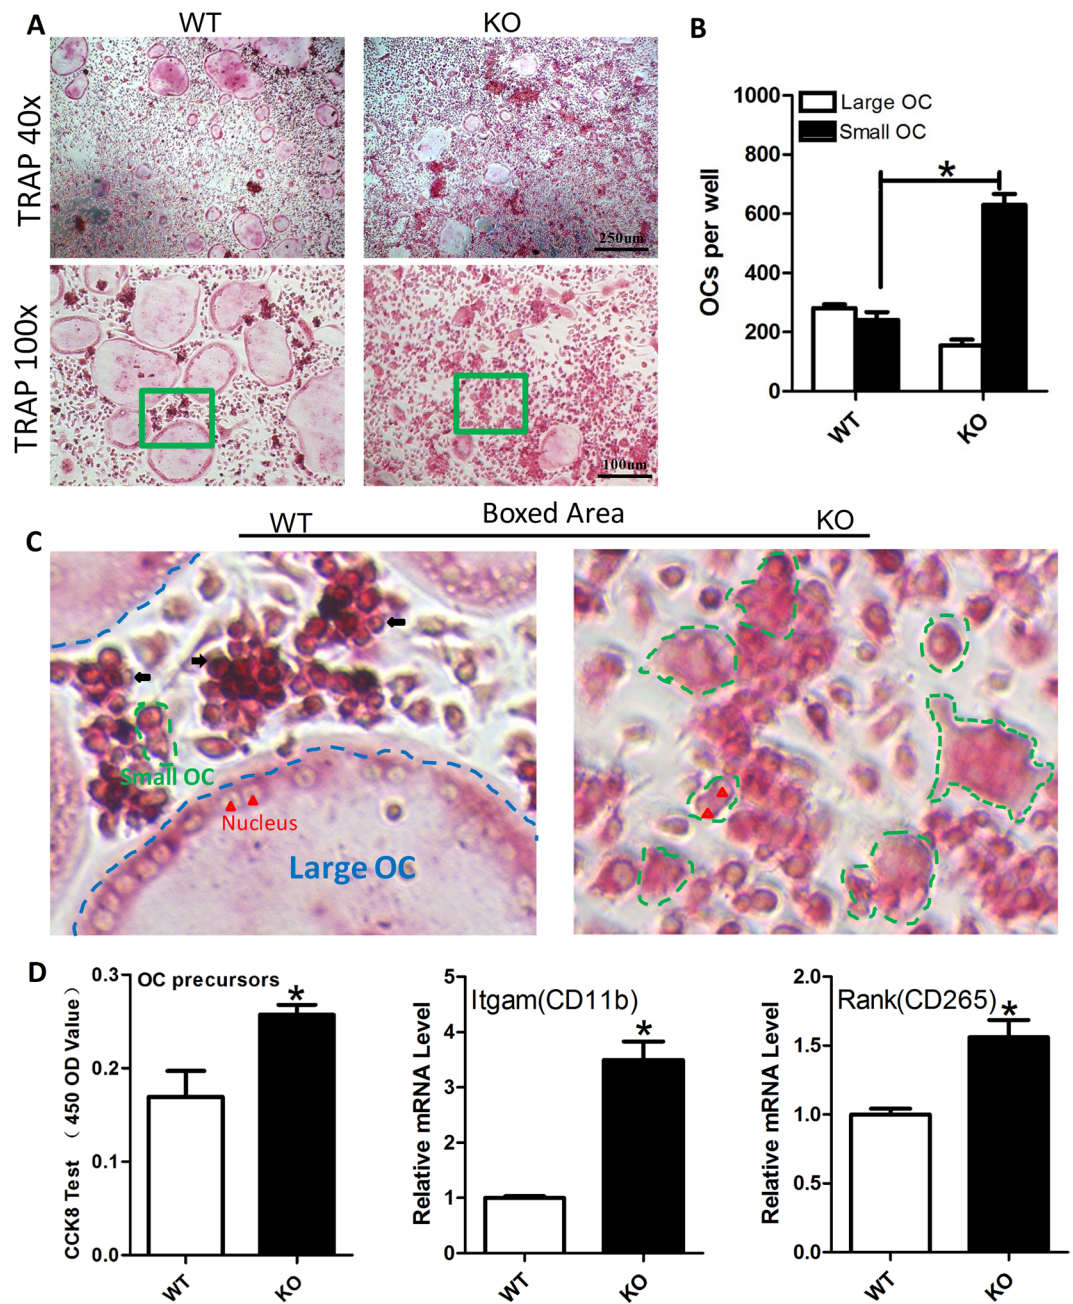 A
WT
KO
TRAP 40x
250um
TRAP 100x
100um
B
OCs per well
1000
800
600
400
200
0
Large OC
Small OC
*
WT
KO
C
Boxed Area
WT
KO
Small OC
Nucleus
Large OC
D
CCK8 Test （450 OD Value）
0.3
0.2
0.1
0.0
OC precursors
*
WT
KO
Relative mRNA Level
5
4
3
2
1
0
Itgam(CD11b)
*
WT
KO
Relative mRNA Level
2.0
1.5
1.0
0.5
0.0
Rank(CD265)
*
WT
KO